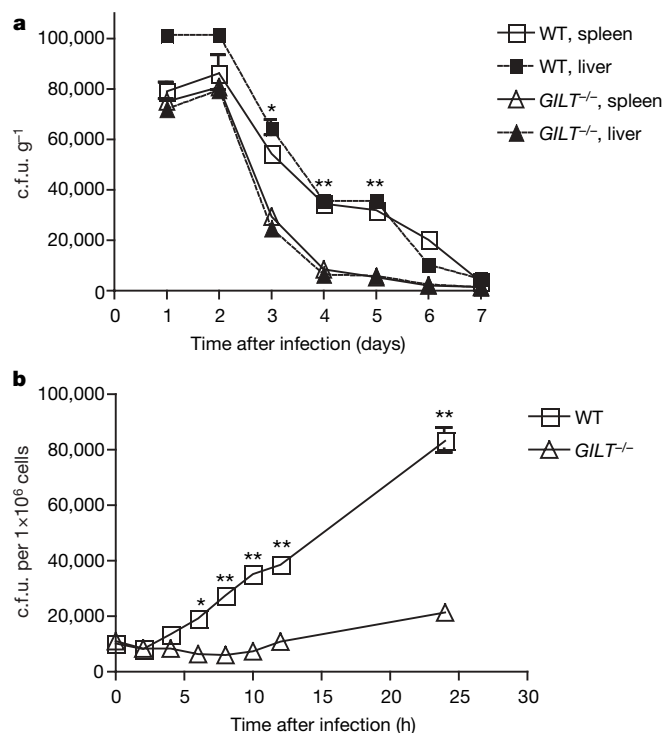 a
100,000
80,000
60,000
40,000
20,000
0
c.f.u. g⁻¹
*
**
**
0 1 2 3 4 5 6 7
Time after infection (days)
WT, spleen
WT, liver
GILT⁻/⁻, spleen
GILT⁻/⁻, liver
b
100,000
80,000
60,000
40,000
20,000
0
c.f.u. per 1×10⁶ cells
*
**
**
**
**
0 5 10 15 20 25 30
Time after infection (h)
WT
GILT⁻/⁻